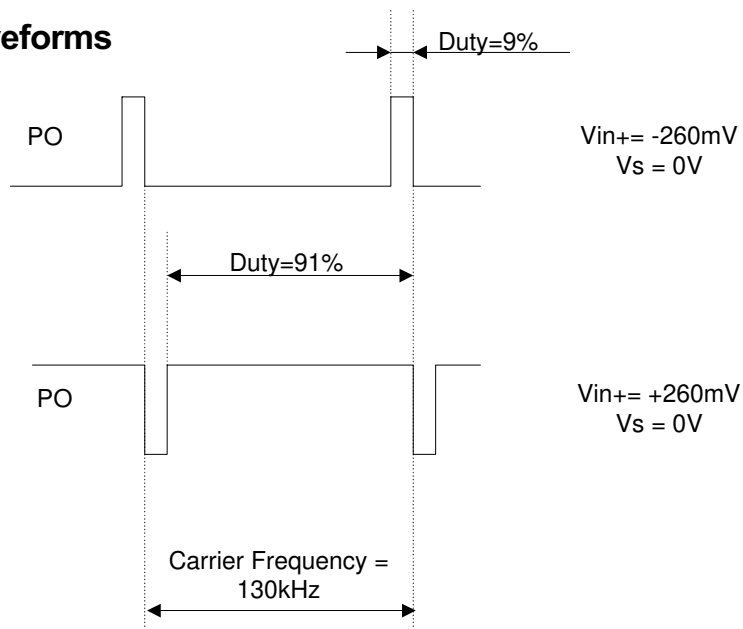 eforms
Duty=9%
PO
Vin+= -260mV
Vs = 0V
Duty=91%
PO
Vin+= +260mV
Vs = 0V
Carrier Frequency =
130kHz